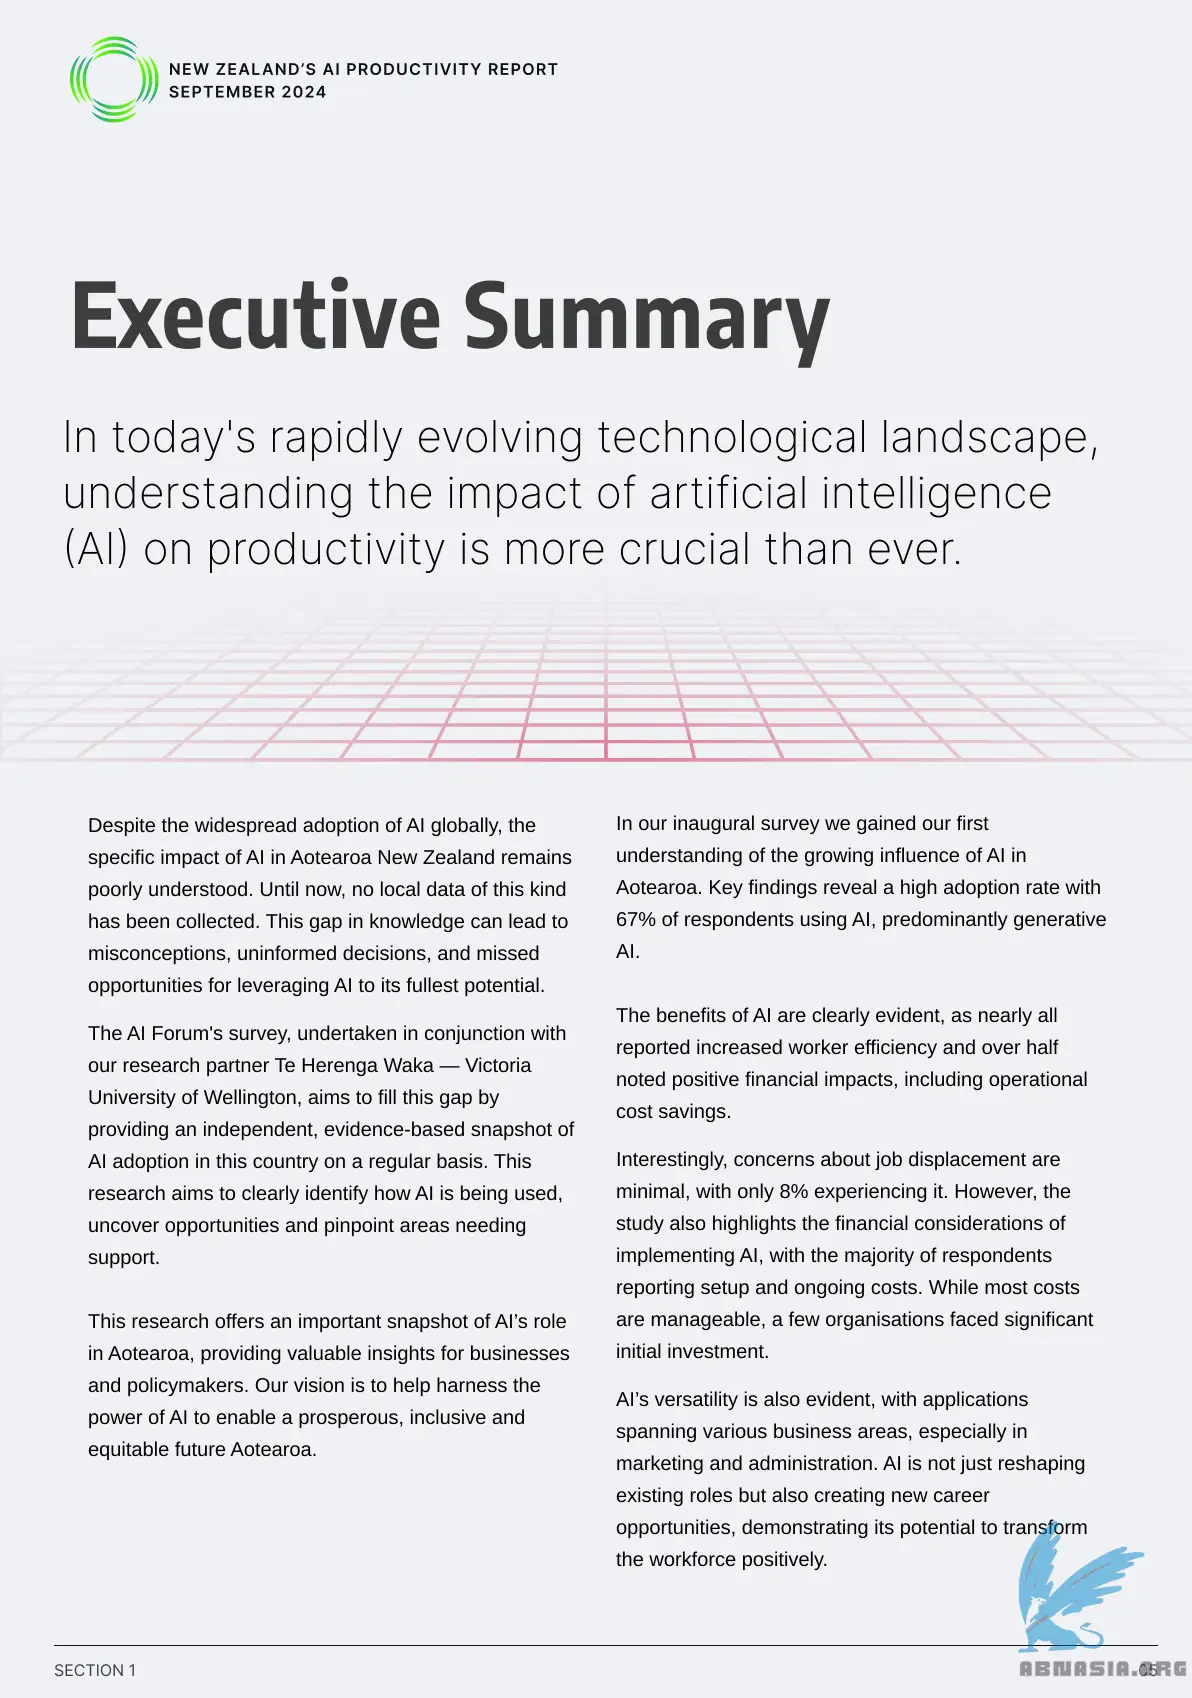 NEW ZEALAND'S AI PRODUCTIVITY REPORT
SEPTEMBER 2024
Executive Summary
In today's rapidly evolving technological landscape,
understanding the impact of artificial intelligence
(AI) on productivity is more crucial than ever.
Despite the widespread adoption of AI globally, the
specific impact of AI in Aotearoa New Zealand remains
poorly understood. Until now, no local data of this kind
has been collected. This gap in knowledge can lead to
misconceptions, uninformed decisions, and missed
opportunities for leveraging AI to its fullest potential.
The AI Forum's survey, undertaken in conjunction with
our research partner Te Herenga Waka — Victoria
University of Wellington, aims to fill this gap by
providing an independent, evidence-based snapshot of
AI adoption in this country on a regular basis. This
research aims to clearly identify how AI is being used,
uncover opportunities and pinpoint areas needing
support.
This research offers an important snapshot of AI's role
in Aotearoa, providing valuable insights for businesses
and policymakers. Our vision is to help harness the
power of AI to enable a prosperous, inclusive and
equitable future Aotearoa.
In our inaugural survey we gained our first
understanding of the growing influence of AI in
Aotearoa. Key findings reveal a high adoption rate with
67% of respondents using AI, predominantly generative
AI.
The benefits of AI are clearly evident, as nearly all
reported increased worker efficiency and over half
noted positive financial impacts, including operational
cost savings.
Interestingly, concerns about job displacement are
minimal, with only 8% experiencing it. However, the
study also highlights the financial considerations of
implementing AI, with the majority of respondents
reporting setup and ongoing costs. While most costs
are manageable, a few organisations faced significant
initial investment.
AI's versatility is also evident, with applications
spanning various business areas, especially in
marketing and administration. AI is not just reshaping
existing roles but also creating new career
opportunities, demonstrating its potential to transform
the workforce positively.
SECTION 1
05
ABNASIA.ORG